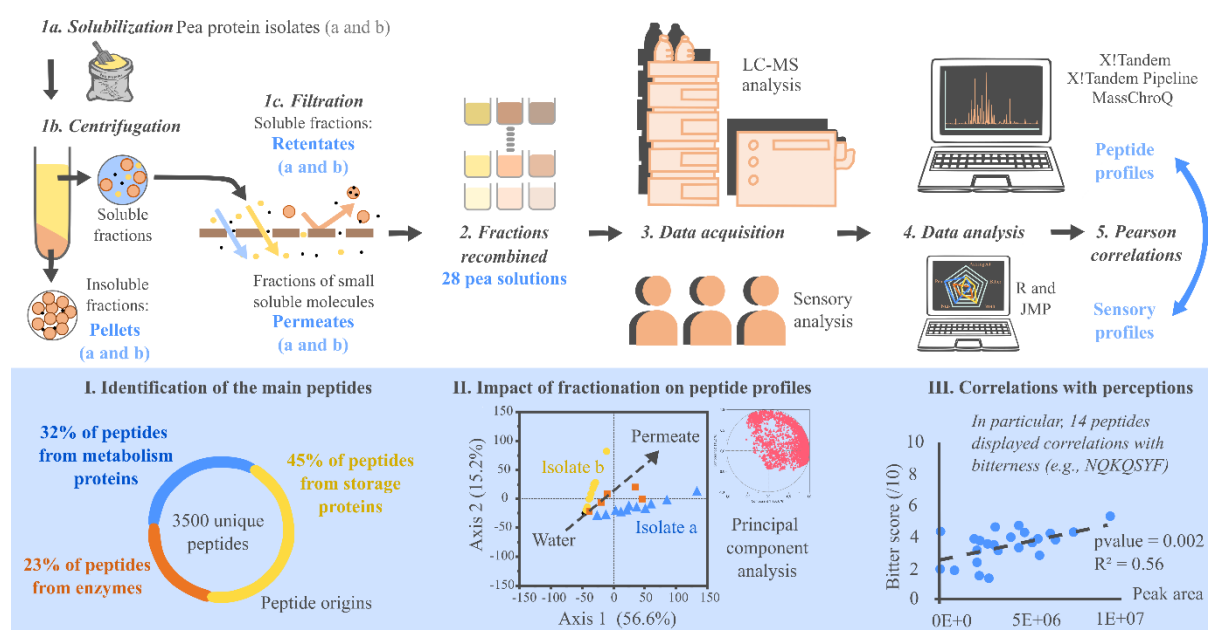 1a. Solubilization Pea protein isolates (a and b)
1b. Centrifugation
Soluble
fractions
Insoluble
fractions:
Pellets
(a and b)
1c. Filtration
Soluble fractions:
Retentates
(a and b)
Fractions of small
soluble molecules
Permeates
(a and b)
2. Fractions
recombined
28 pea solutions
LC-MS
analysis
3. Data acquisition
Sensory
analysis
X!Tandem
X!Tandem Pipeline
MassChroQ
Peptide
profiles
4. Data analysis
R and
JMP
5. Pearson
correlations
Sensory
profiles
I. Identification of the main peptides
32% of peptides
from metabolism
proteins
45% of peptides
from storage
proteins
3500 unique
peptides
23% of peptides
from enzymes
Peptide origins
II. Impact of fractionation on peptide profiles
Axis 2 (15.2%)
150
100
50
0
-50
-100
-150
Isolate b
Permeate
Water
Isolate a
-100
-50
0
50
100
150
Axis 1 (56.6%)
Principal
component
analysis
III. Correlations with perceptions
In particular, 14 peptides
displayed correlations with
bitterness (e.g., NQKQSYF)
Bitter score (/10)
10
8
6
4
2
0
pvalue = 0.002
R² = 0.56
Peak area
0E+0
5E+06
1E+07